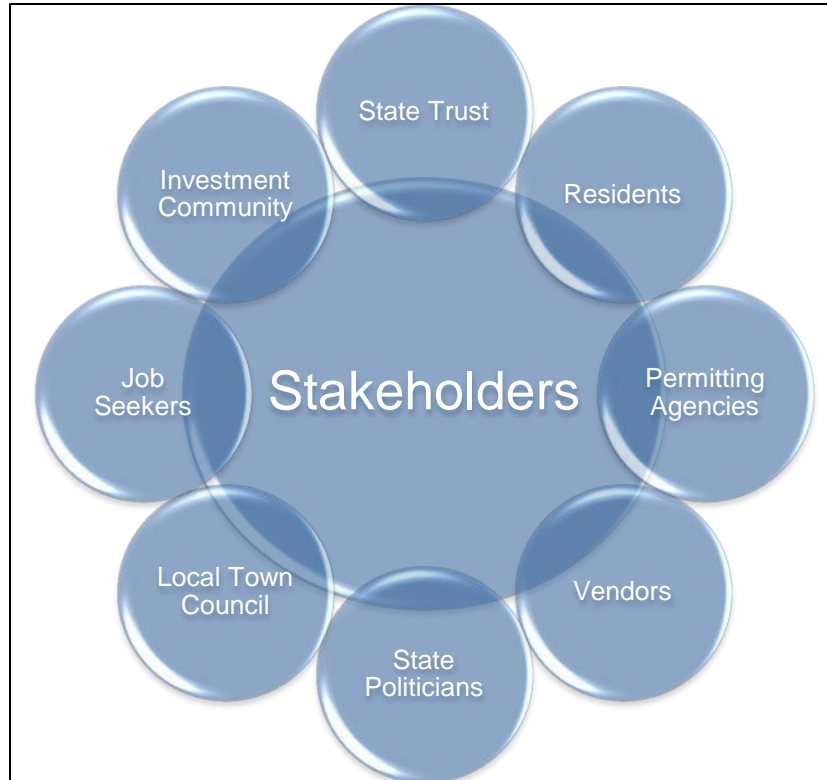 State Trust
Residents
Permitting
Agencies
Vendors
State
Politicians
Local Town
Council
Job
Seekers
Investment
Community
Stakeholders